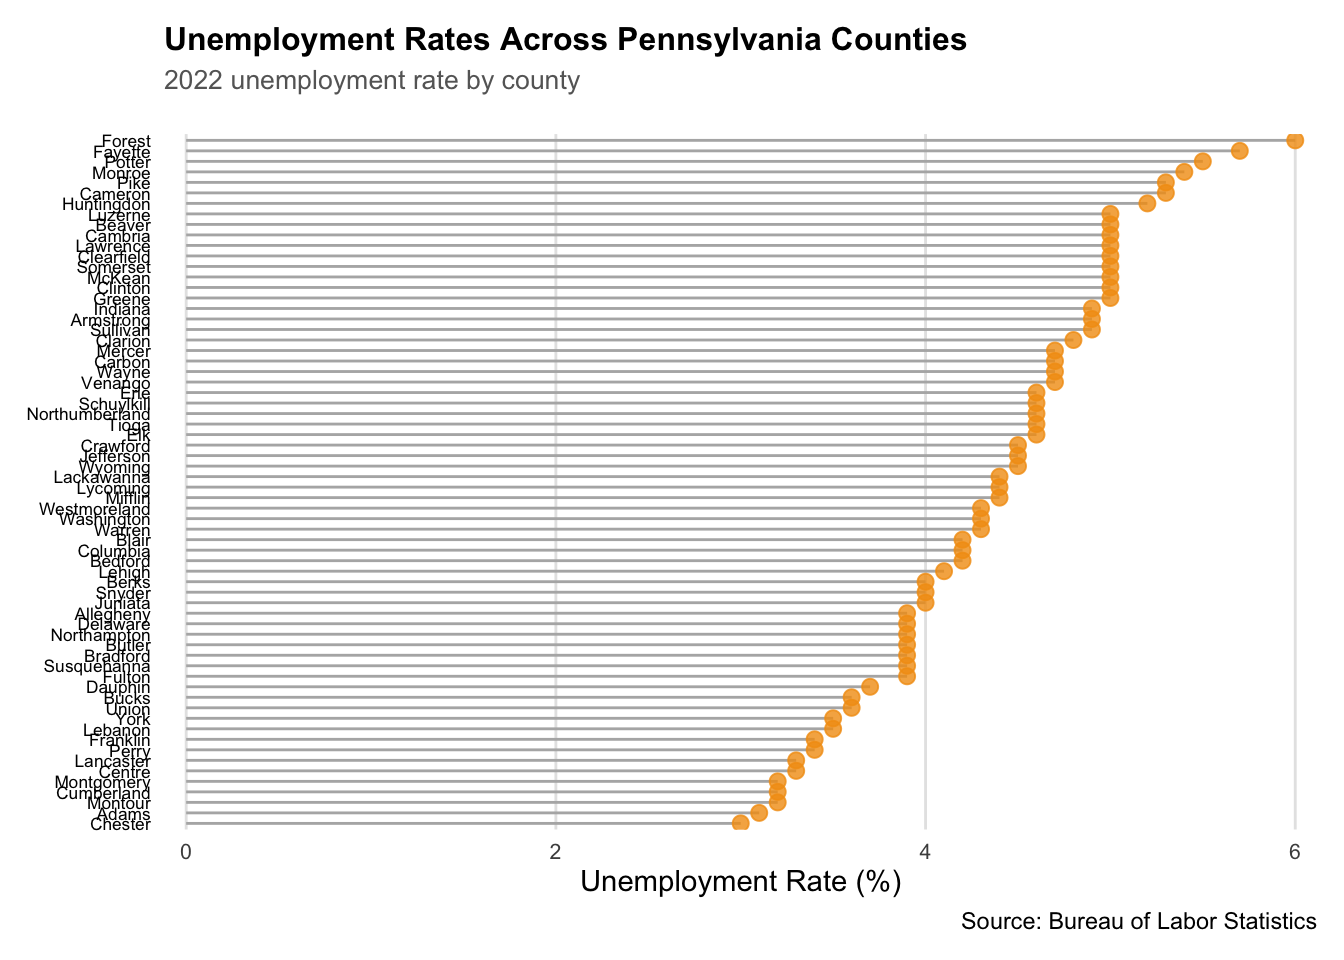 Unemployment Rates Across Pennsylvania Counties
2022 unemployment rate by county
Forest
Fayette
Potter
Monroe
Pike
Cameron
Huntingdon
Luzerne
Beaver
Cambria
Lawrence
Clearfield
Somerset
McKean
Clinton
Greene
Indiana
Armstrong
Sullivan
Clarion
Mercer
Carbon
Wayne
Venango
Erie
Schuylkill
Northumberland
Tioga
Elk
Crawford
Jefferson
Wyoming
Lackawanna
Lycoming
Mifflin
Westmoreland
Washington
Warren
Blair
Columbia
Bedford
Lehigh
Berks
Snyder
Juniata
Allegheny
Delaware
Northampton
Butler
Bradford
Susquehanna
Fulton
Dauphin
Bucks
Union
York
Lebanon
Franklin
Perry
Lancaster
Centre
Montgomery
Cumberland
Montour
Adams
Chester
0 2 4 6
Unemployment Rate (%)
Source: Bureau of Labor Statistics